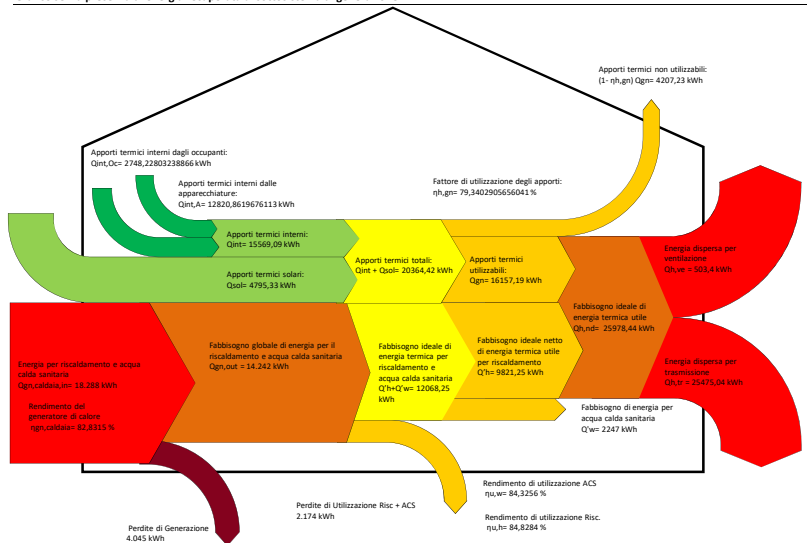 Apporti termici non utilizzabili:
(1- ηh,gn) Qgn= 4207,23 kWh
Apporti termici interni dagli occupanti:
Qint,Oc= 2748,22803238866 kWh
Apporti termici interni dalle
apparecchiature:
Qint,A= 12820,8619676113 kWh
Fattore di utilizzazione degli apporti:
ηh,gn= 79,3402905656041 %
Apporti termici interni:
Qint= 15569,09 kWh
Apporti termici totali:
Qint + Qsol= 20364,42 kWh
Apporti termici
utilizzabili:
Qgn= 16157,19 kWh
Energia dispersa per
ventilazione
Qh,ve = 503,4 kWh
Apporti termici solari:
Qsol= 4795,33 kWh
Fabbisogno ideale di
energia termica utile
Qh,nd= 25978,44 kWh
Fabbisogno globale di energia per il
riscaldamento e acqua calda sanitaria
Qgn,out = 14.242 kWh
Fabbisogno ideale di
energia termica per
riscaldamento e
acqua calda sanitaria
Q'h+Q'w= 12068,25
kWh
Fabbisogno ideale netto
di energia termica utile
per riscaldamento
Q'h= 9821,25 kWh
Energia per riscaldamento e acqua
calda sanitaria
Qgn,caldaia,in= 18.288 kWh
Rendimento del
generatore di calore
ηgn,caldaia= 82,8315 %
Energia dispersa per
trasmissione
Qh,tr = 25475,04 kWh
Fabbisogno di energia per
acqua calda sanitaria
Q'w= 2247 kWh
Rendimento di utilizzazione ACS
ηu,w= 84,3256 %
Perdite di Utilizzazione Risc + ACS
2.174 kWh
Rendimento di utilizzazione Risc.
ηu,h= 84,8284 %
Perdite di Generazione
4.045 kWh